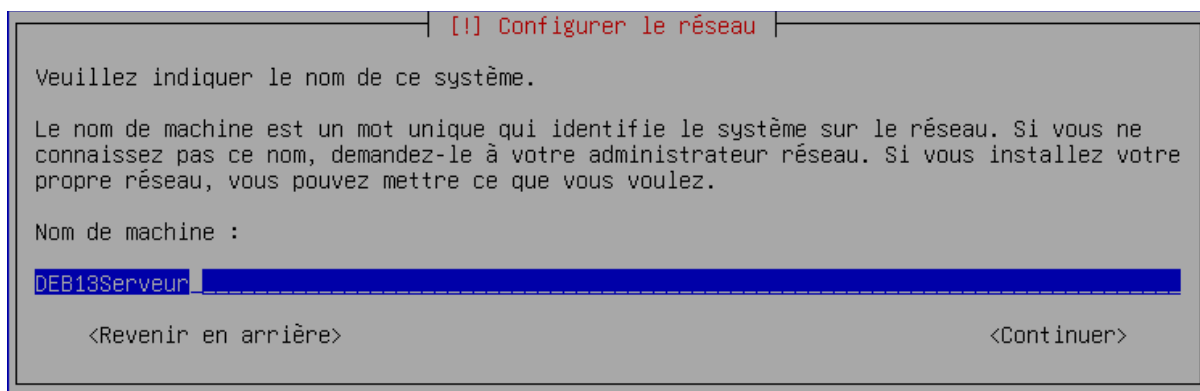 [!] Configurer le réseau
Veuillez indiquer le nom de ce système.
Le nom de machine est un mot unique qui identifie le système sur le réseau. Si vous ne
connaissez pas ce nom, demandez-le à votre administrateur réseau. Si vous installez votre
propre réseau, vous pouvez mettre ce que vous voulez.
Nom de machine :
DEB13Serveur
<Revenir en arrière> <Continuer>